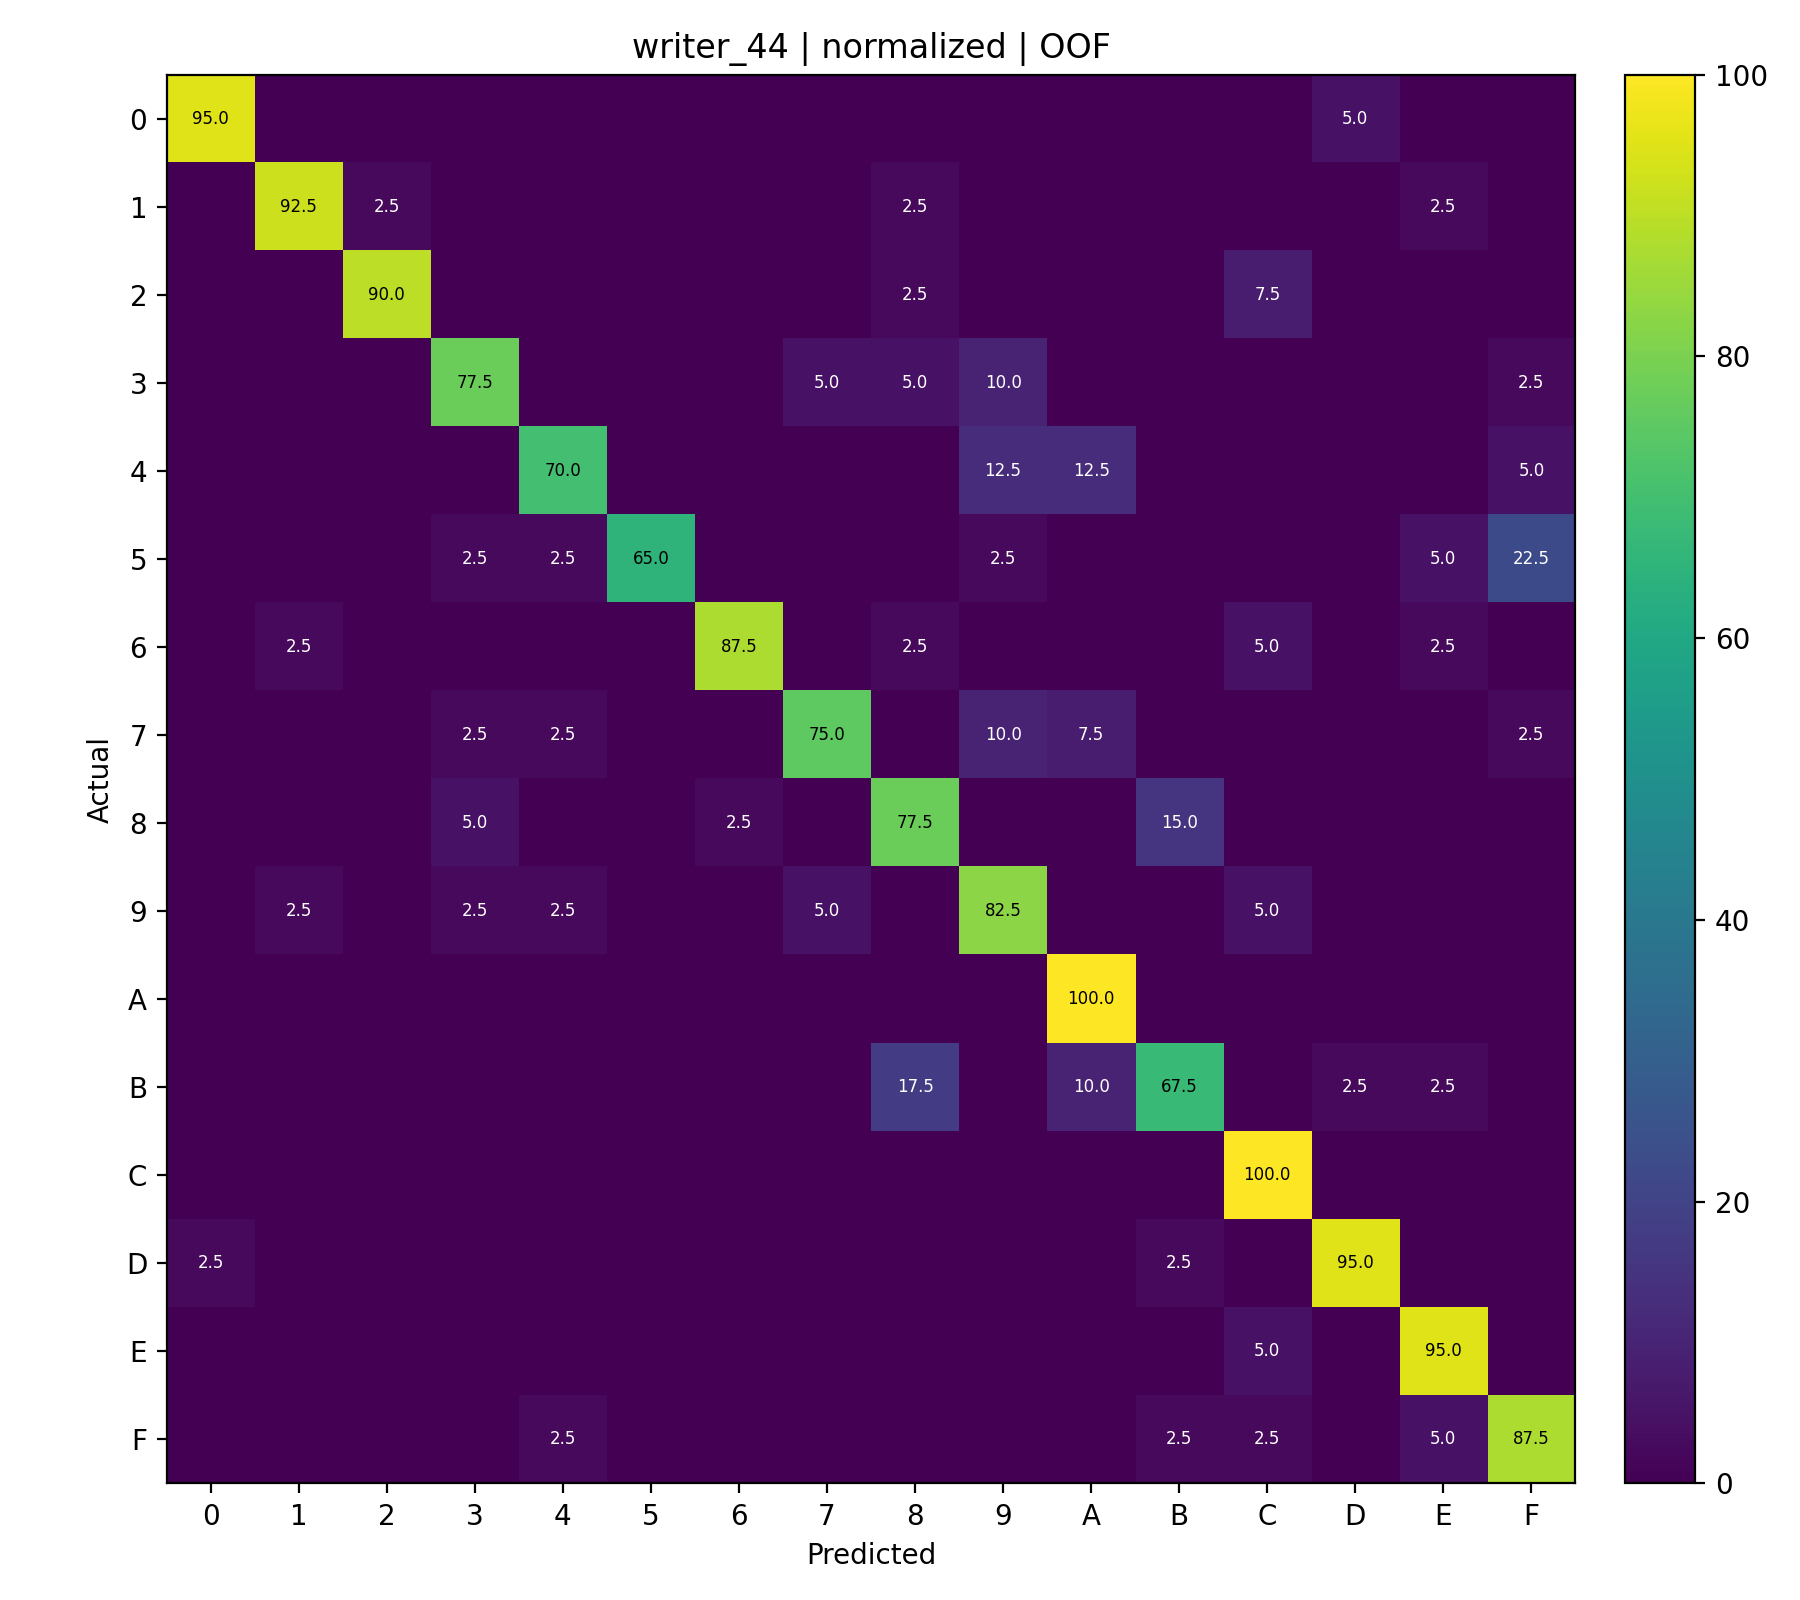 writer_44 | normalized | OOF
0 95.0 5.0
1 92.5 2.5 2.5 2.5
2 90.0 2.5 7.5
3 77.5 5.0 5.0 10.0 2.5
4 70.0 12.5 12.5 5.0
5 2.5 2.5 65.0 2.5 5.0 22.5
6 2.5 87.5 2.5 5.0 2.5
7 2.5 2.5 75.0 10.0 7.5 2.5
8 5.0 2.5 77.5 15.0
9 2.5 2.5 2.5 5.0 82.5 5.0
A 100.0
B 17.5 10.0 67.5 2.5 2.5
C 100.0
D 2.5 2.5 95.0
E 5.0 95.0
F 2.5 2.5 2.5 5.0 87.5
0 1 2 3 4 5 6 7 8 9 A B C D E F
Predicted
Actual
100
80
60
40
20
0